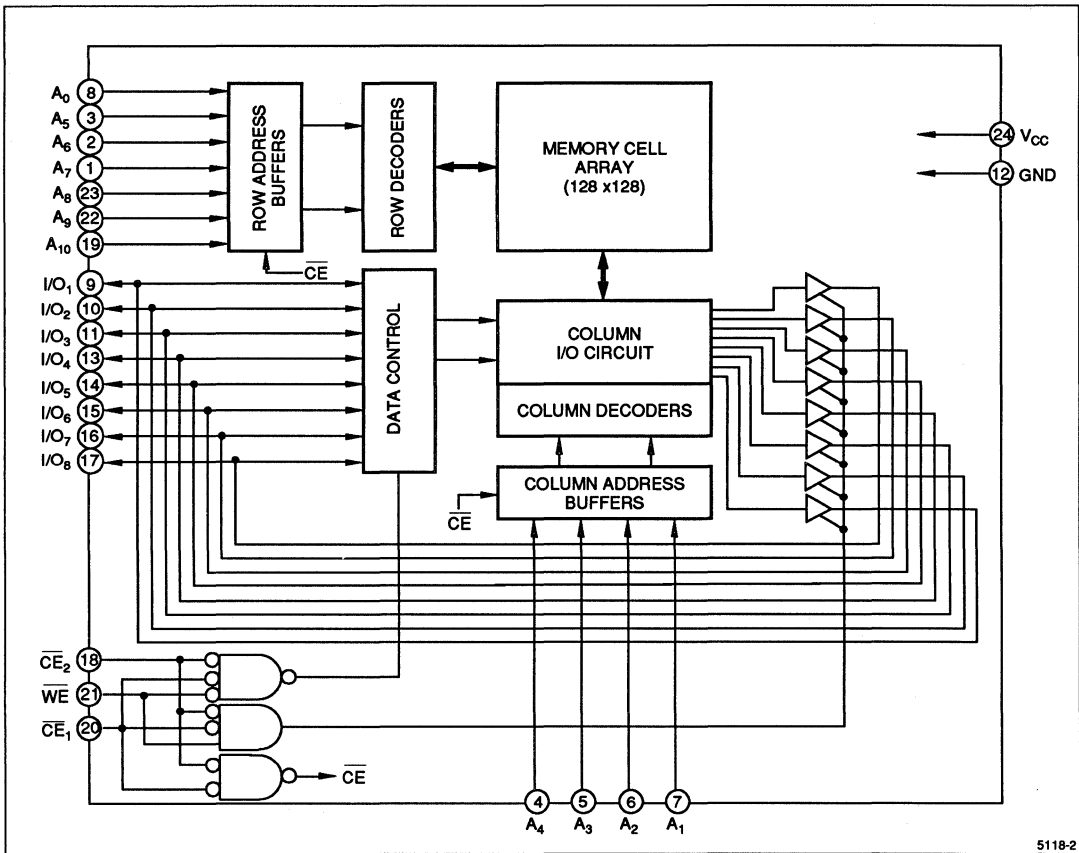 A0 8
A5 3
A6 2
A7 1
A8 23
A9 22
A10 19
ROW ADDRESS
BUFFERS
CE
ROW DECODERS
MEMORY CELL
ARRAY
(128 x128)
24 VCC
12 GND
I/O1 9
I/O2 10
I/O3 11
I/O4 13
I/O5 14
I/O6 15
I/O7 16
I/O8 17
DATA CONTROL
COLUMN
I/O CIRCUIT
COLUMN DECODERS
COLUMN ADDRESS
BUFFERS
CE
CE2 18
WE 21
CE1 20
CE
4 5 6 7
A4 A3 A2 A1
5118-2